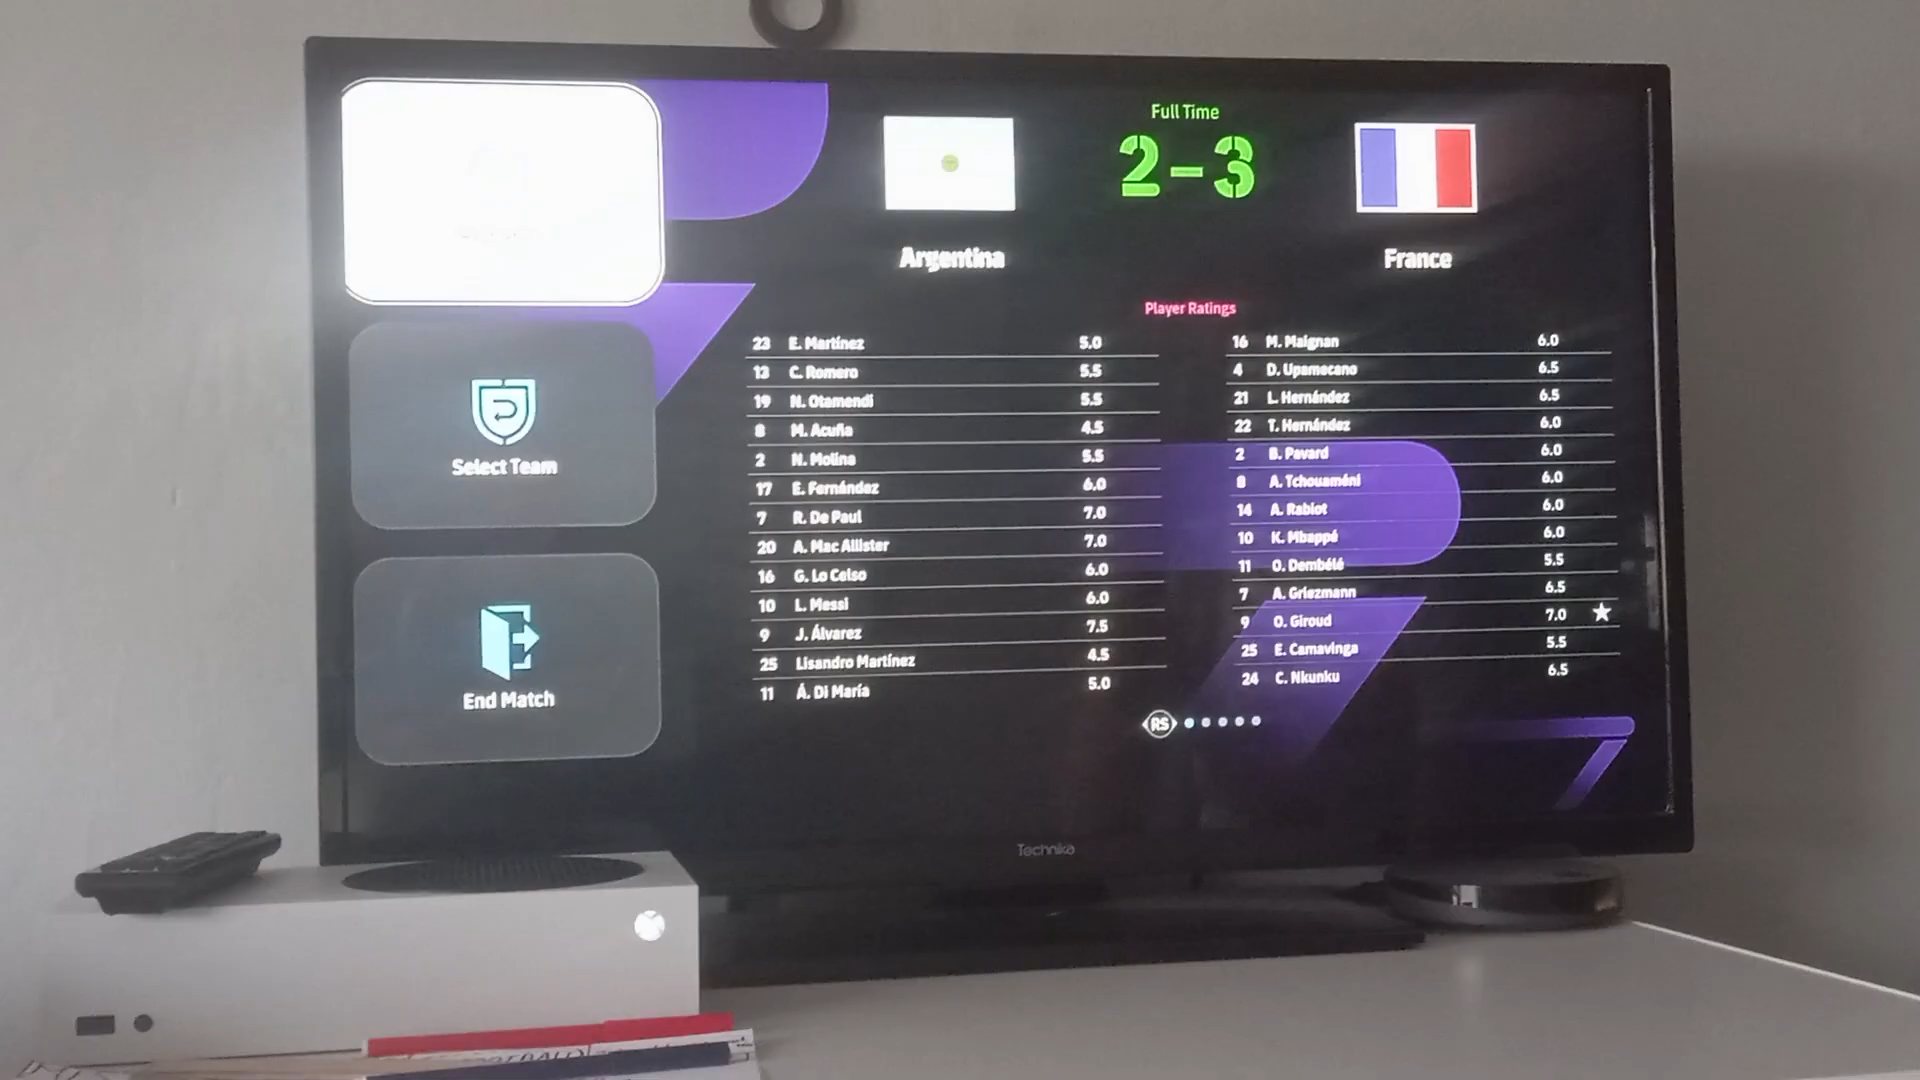 Full Time
2-3
Argentina
France
Player Ratings
23 E. Martínez 5.0
13 C. Romero 5.5
19 N. Otamendi 5.5
8 M. Acuña 4.5
2 N. Molina 5.5
17 E. Fernández 6.0
7 R. De Paul 7.0
20 A. Mac Allister 7.0
16 G. Lo Celso 6.0
10 L. Messi 6.0
9 J. Álvarez 7.5
25 Lisandro Martínez 4.5
11 Á. Di María 5.0
16 M. Maignan 6.0
4 D. Upamecano 6.5
21 L. Hernández 6.5
22 T. Hernández 6.0
2 B. Pavard 6.0
8 A. Tchouaméni 6.0
14 A. Rabiot 6.0
10 K. Mbappé 6.0
11 O. Dembélé 5.5
7 A. Griezmann 6.5
9 O. Giroud 7.0 ★
25 E. Camavinga 5.5
24 C. Nkunku 6.5
RS
Select Team
End Match
Technika